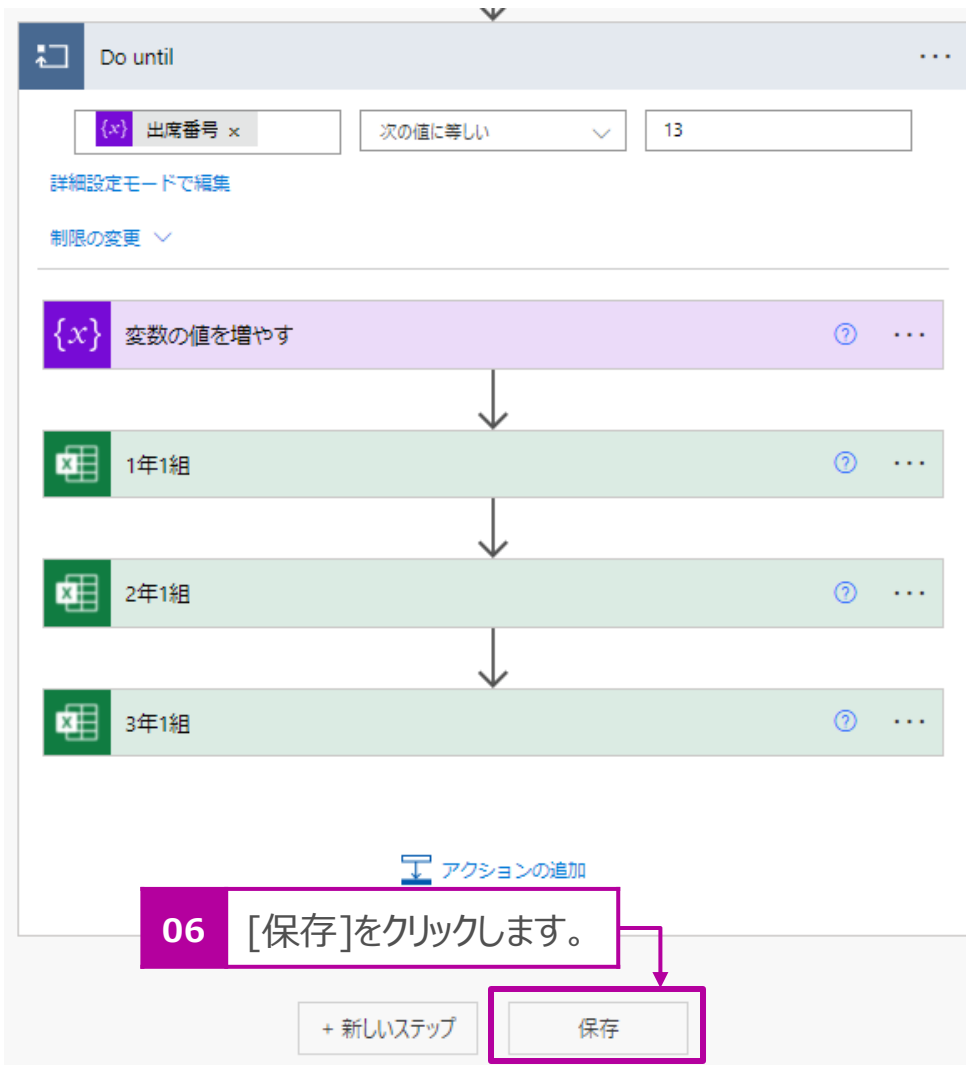 Do until
{x} 出席番号 ×
次の値に等しい
13
詳細設定モードで編集
制限の変更
{x} 変数の値を増やす
1年1組
2年1組
3年1組
アクションの追加
06 [保存]をクリックします。
+ 新しいステップ
保存